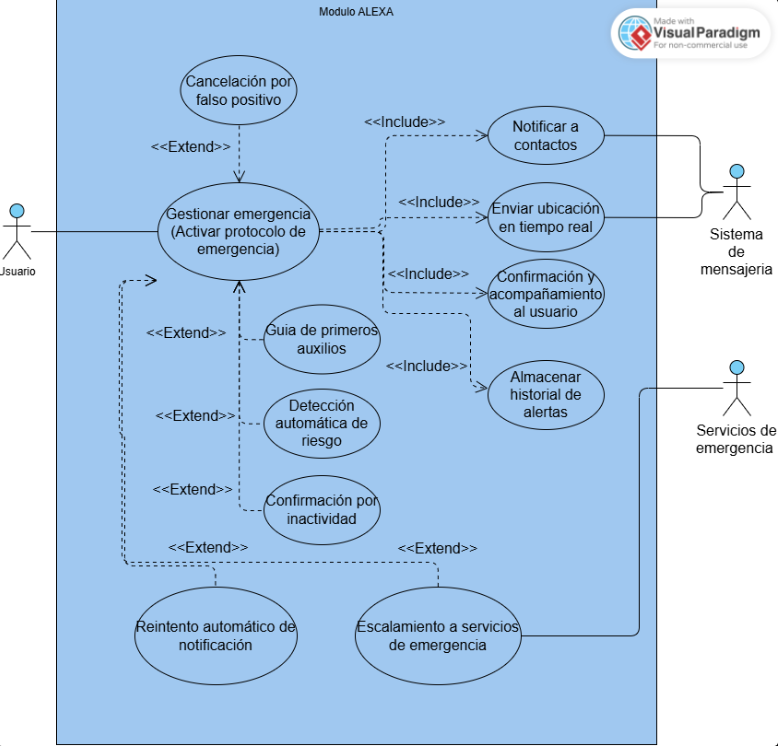 Modulo ALEXA
Made with
VisualParadigm
For non-commercial use
Cancelación por
falso positivo
<<Extend>>
<<Include>>
Notificar a
contactos
Gestionar emergencia
(Activar protocolo de
emergencia)
<<Include>>
Enviar ubicación
en tiempo real
Usuario
Sistema
de
mensajeria
<<Include>>
Confirmación y
acompañamiento
al usuario
<<Extend>>
Guia de primeros
auxilios
<<Include>>
Almacenar
historial de
alertas
<<Extend>>
Detección
automática de
riesgo
Servicios de
emergencia
<<Extend>>
Confirmación por
inactividad
<<Extend>>
<<Extend>>
Reintento automático de
notificación
Escalamiento a servicios
de emergencia